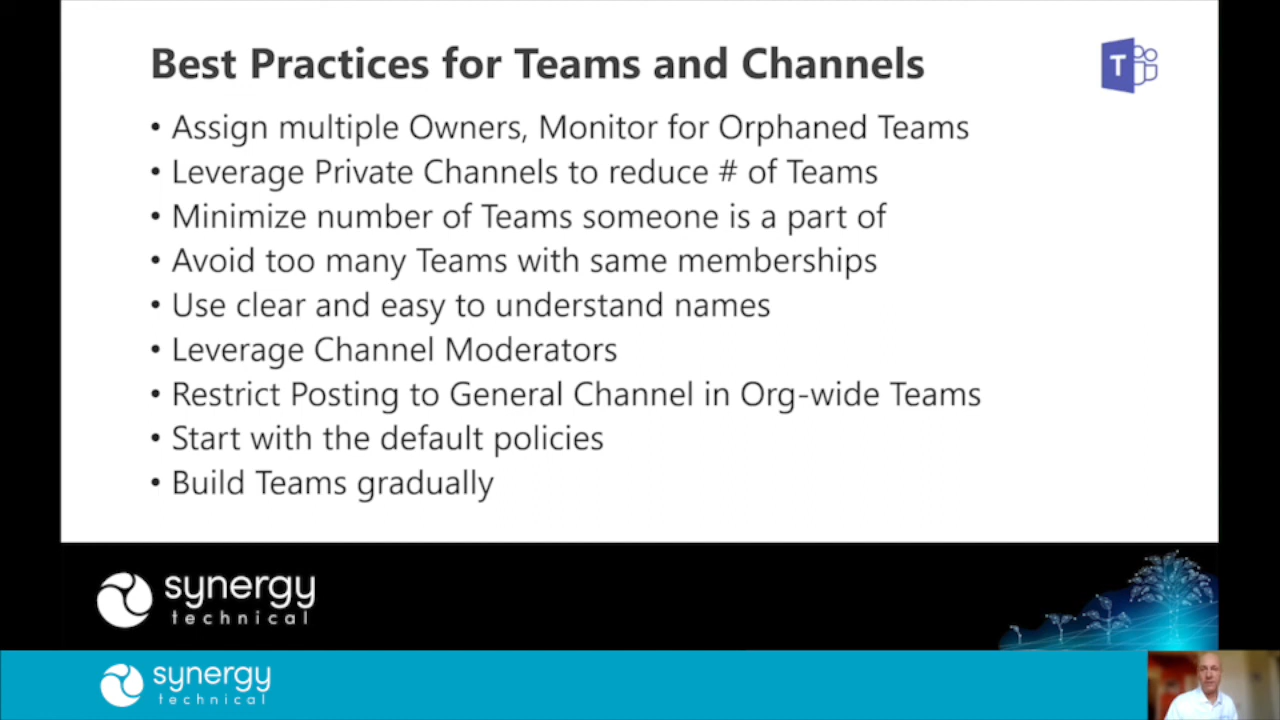 Best Practices for Teams and Channels
T
• Assign multiple Owners, Monitor for Orphaned Teams
• Leverage Private Channels to reduce # of Teams
• Minimize number of Teams someone is a part of
• Avoid too many Teams with same memberships
• Use clear and easy to understand names
• Leverage Channel Moderators
• Restrict Posting to General Channel in Org-wide Teams
• Start with the default policies
• Build Teams gradually
synergy
technical
synergy
technical